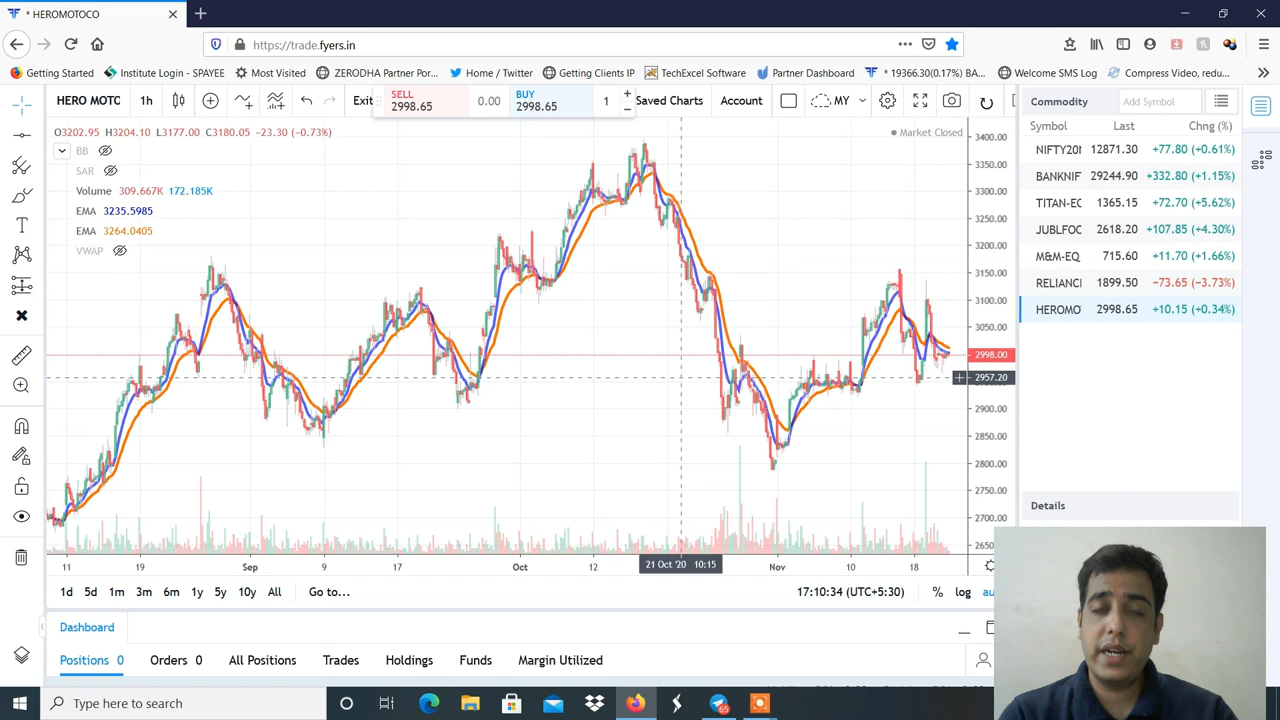 * HEROMOTOCO
https://trade.fyers.in
Getting Started Institute Login - SPAYEE Most Visited ZERODHA Partner Por... Home / Twitter Getting Clients IP TechExcel Software Partner Dashboard * 19366.30(0.17%) BA... Welcome SMS Log Compress Video, redu...
HERO MOTC 1h Exit SELL 2998.65 0.00 BUY 2998.65 1 Saved Charts Account MY
Commodity Add Symbol
Symbol Last Chng (%)
NIFTY20 12871.30 +77.80 (+0.61%)
BANKNIF 29244.90 +332.80 (+1.15%)
TITAN-EC 1365.15 +72.70 (+5.62%)
JUBLFOC 2618.20 +107.85 (+4.30%)
M&M-EQ 715.60 +11.70 (+1.66%)
RELIANCI 1899.50 −73.65 (−3.73%)
HEROMO 2998.65 +10.15 (+0.34%)
Details
O3202.95 H3204.10 L3177.00 C3180.05 −23.30 (−0.73%)
Market Closed
BB
SAR
Volume 309.667K 172.185K
EMA 3235.5985
EMA 3264.0405
VWAP
3400.00
3350.00
3300.00
3250.00
3200.00
3150.00
3100.00
3050.00
2998.00
2957.20
2900.00
2850.00
2800.00
2750.00
2700.00
2650
11 19 Sep 9 17 Oct 12 21 Oct '20 10:15 Nov 10 18
1d 5d 1m 3m 6m 1y 5y 10y All Go to... 17:10:34 (UTC+5:30) % log au
Dashboard
Positions 0 Orders 0 All Positions Trades Holdings Funds Margin Utilized
Type here to search
65